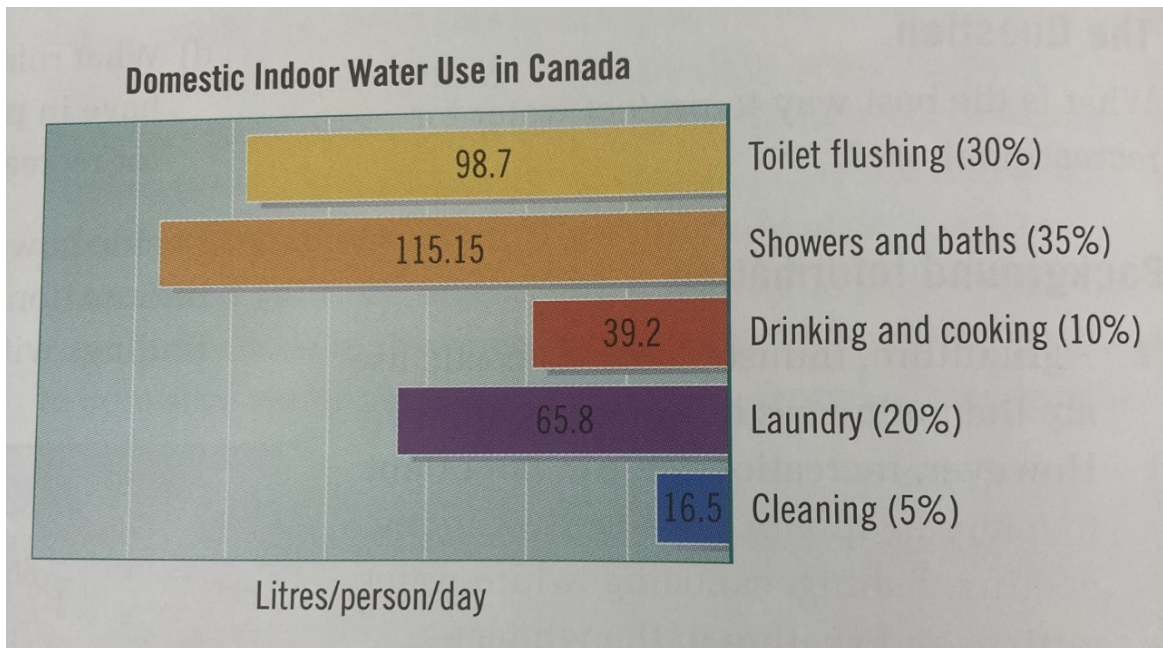 Domestic Indoor Water Use in Canada
98.7 Toilet flushing (30%)
115.15 Showers and baths (35%)
39.2 Drinking and cooking (10%)
65.8 Laundry (20%)
16.5 Cleaning (5%)
Litres/person/day